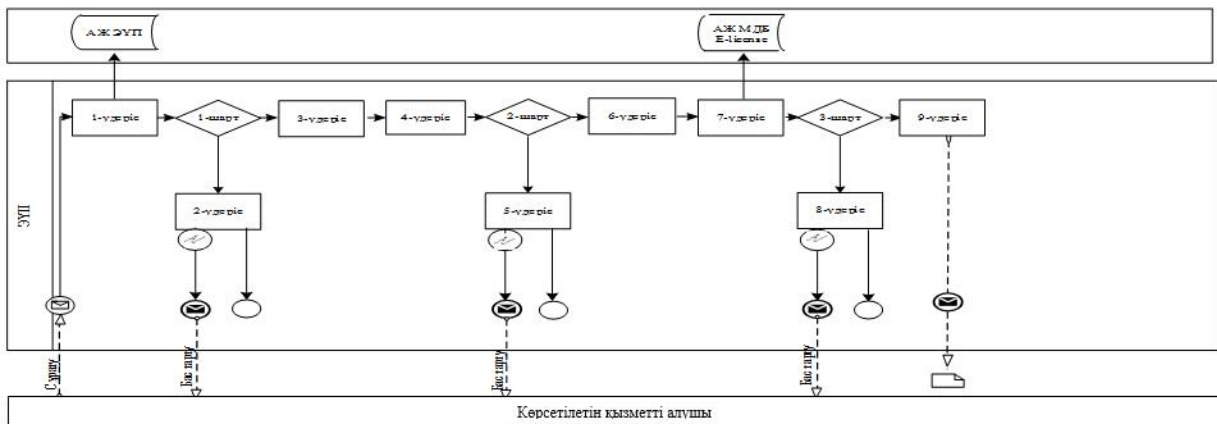 АЖ ЭҮП
АЖ МДБ
E-license
ЭҮП
1-үдеріс
1-шарт
3-үдеріс
4-үдеріс
2-шарт
6-үдеріс
7-үдеріс
3-шарт
9-үдеріс
2-үдеріс
5-үдеріс
8-үдеріс
Сұрау
Бас тарту
Бас тарту
Бас тарту
Көрсетілетін қызметті алушы